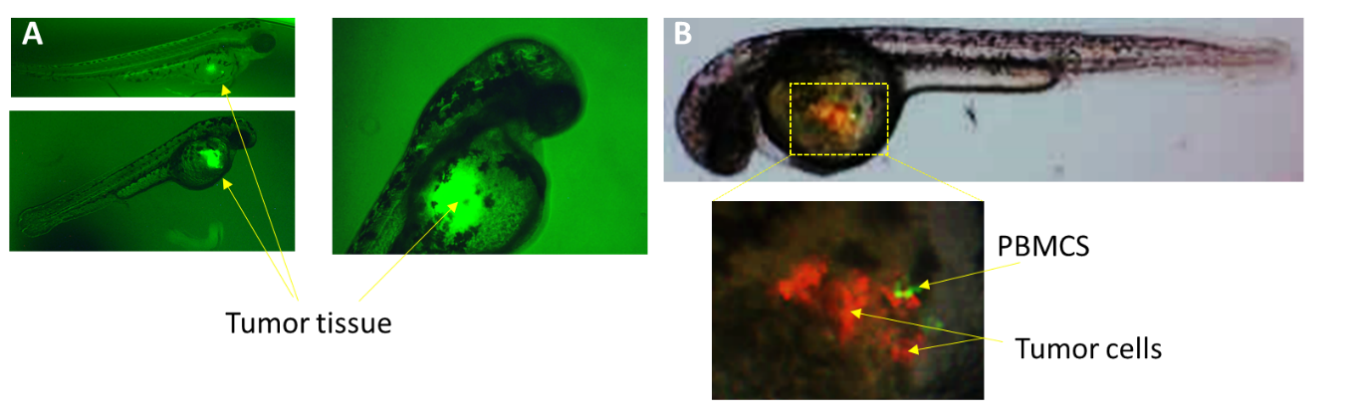 A
B
PBMCS
Tumor tissue
Tumor cells